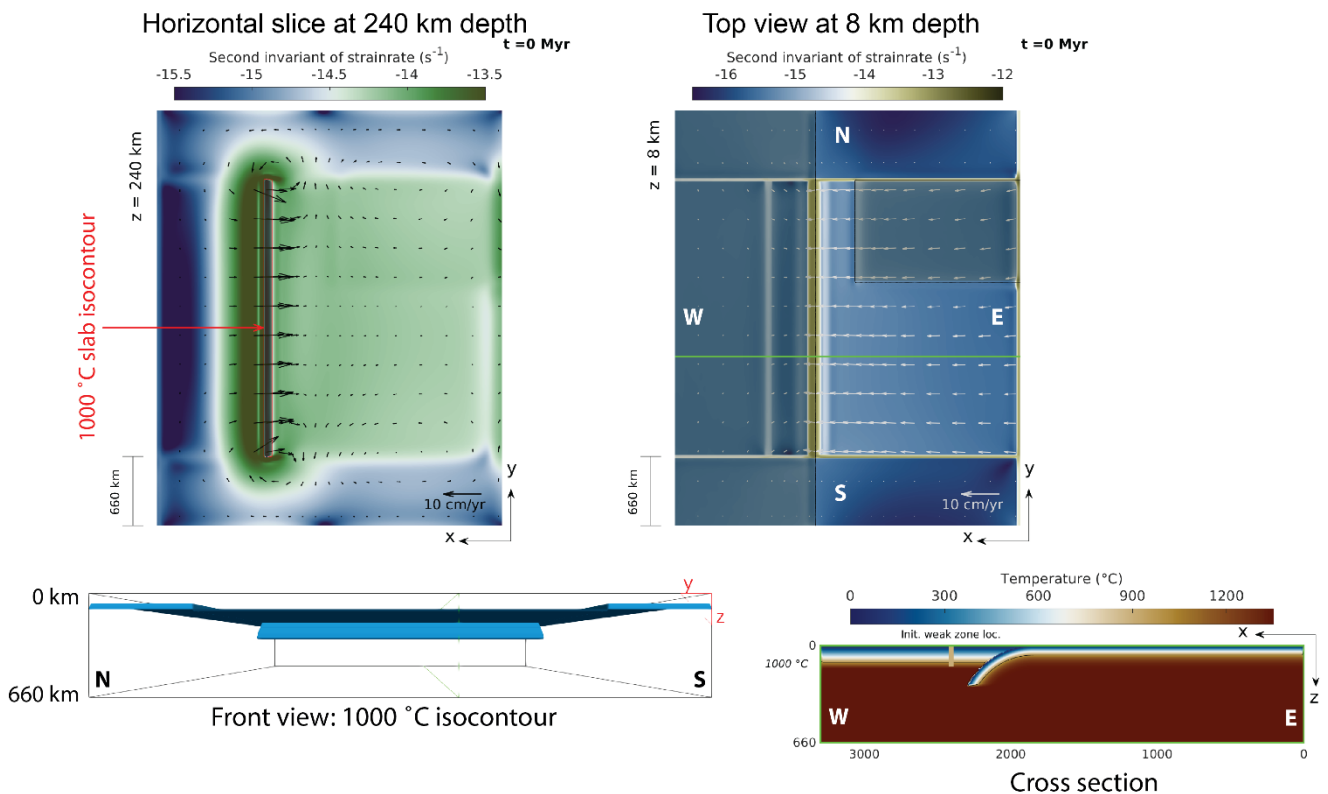 Horizontal slice at 240 km depth
t =0 Myr
Second invariant of strainrate (s⁻¹)
-15.5 -15 -14.5 -14 -13.5
z = 240 km
1000 ˚C slab isocontour
660 km
10 cm/yr
y
x
Top view at 8 km depth
t =0 Myr
Second invariant of strainrate (s⁻¹)
-16 -15 -14 -13 -12
z = 8 km
N
W
E
S
660 km
10 cm/yr
y
x
0 km
y
z
N
S
660 km
Front view: 1000 ˚C isocontour
Temperature (°C)
0 300 600 900 1200
Init. weak zone loc.
x
0
1000 °C
z
W
E
660
3000 2000 1000 0
Cross section